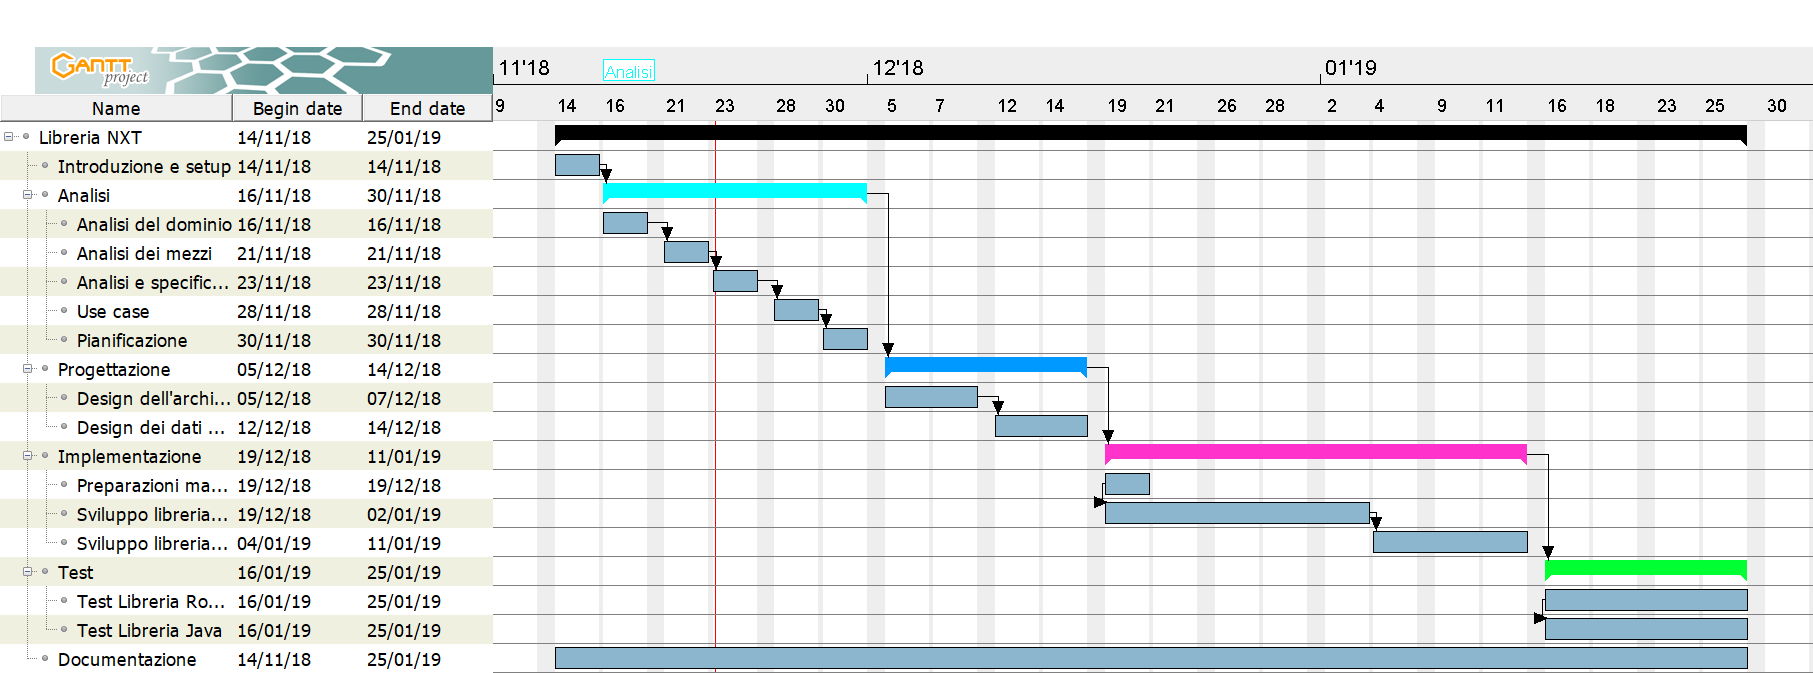 GANTT
project
11'18 Analisi 12'18 01'19
Name Begin date End date 9 14 16 21 23 28 30 5 7 12 14 19 21 26 28 2 4 9 11 16 18 23 25 30
Libreria NXT 14/11/18 25/01/19
Introduzione e setup 14/11/18 14/11/18
Analisi 16/11/18 30/11/18
Analisi del dominio 16/11/18 16/11/18
Analisi dei mezzi 21/11/18 21/11/18
Analisi e specific... 23/11/18 23/11/18
Use case 28/11/18 28/11/18
Pianificazione 30/11/18 30/11/18
Progettazione 05/12/18 14/12/18
Design dell'archi... 05/12/18 07/12/18
Design dei dati ... 12/12/18 14/12/18
Implementazione 19/12/18 11/01/19
Preparazioni ma... 19/12/18 19/12/18
Sviluppo libreria... 19/12/18 02/01/19
Sviluppo libreria... 04/01/19 11/01/19
Test 16/01/19 25/01/19
Test Libreria Ro... 16/01/19 25/01/19
Test Libreria Java 16/01/19 25/01/19
Documentazione 14/11/18 25/01/19